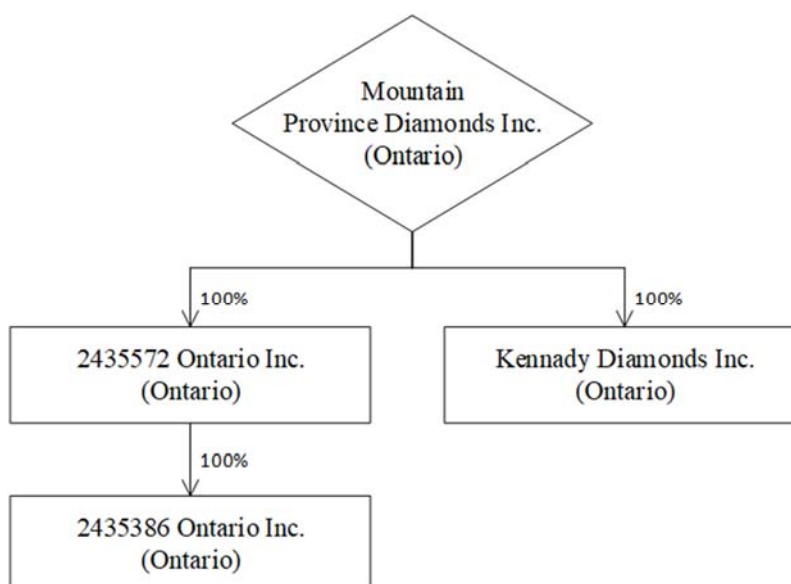 Mountain
Province Diamonds Inc.
(Ontario)
100%
100%
2435572 Ontario Inc.
(Ontario)
Kennady Diamonds Inc.
(Ontario)
100%
2435386 Ontario Inc.
(Ontario)